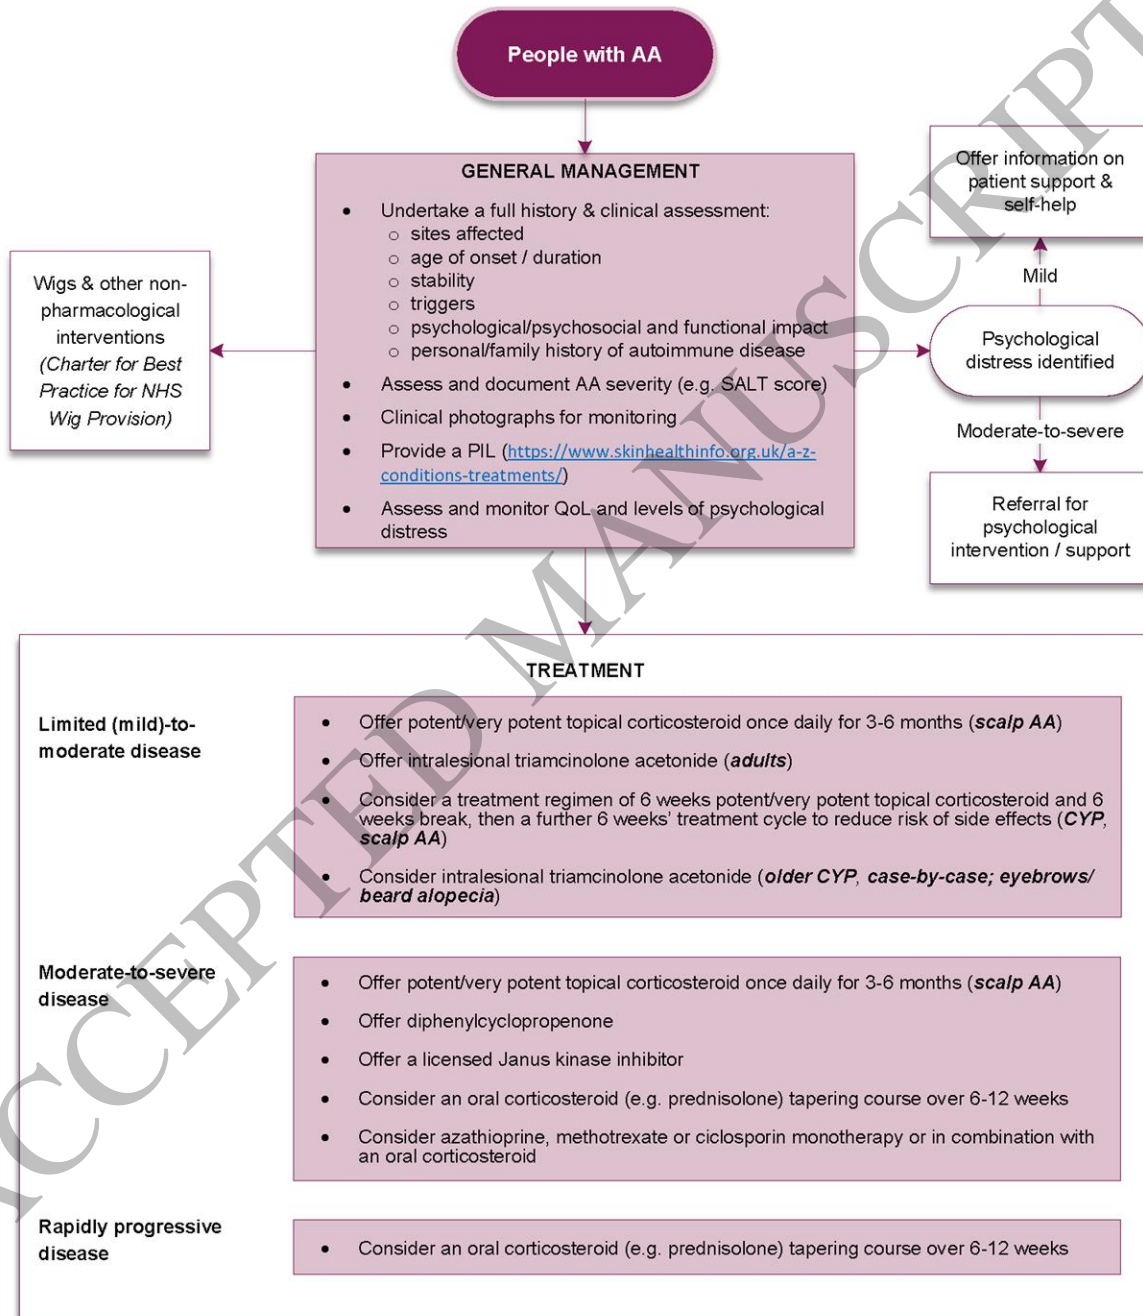 People with AA
GENERAL MANAGEMENT
• Undertake a full history & clinical assessment:
o sites affected
o age of onset / duration
o stability
o triggers
o psychological/psychosocial and functional impact
o personal/family history of autoimmune disease
• Assess and document AA severity (e.g. SALT score)
• Clinical photographs for monitoring
• Provide a PIL (https://www.skinhealthinfo.org.uk/a-z-
conditions-treatments/)
• Assess and monitor QoL and levels of psychological
distress
Wigs & other non-
pharmacological
interventions
(Charter for Best
Practice for NHS
Wig Provision)
Offer information on
patient support &
self-help
Mild
Psychological
distress identified
Moderate-to-severe
Referral for
psychological
intervention / support
TREATMENT
Limited (mild)-to-
moderate disease
• Offer potent/very potent topical corticosteroid once daily for 3-6 months (scalp AA)
• Offer intralesional triamcinolone acetonide (adults)
• Consider a treatment regimen of 6 weeks potent/very potent topical corticosteroid and 6
weeks break, then a further 6 weeks’ treatment cycle to reduce risk of side effects (CYP,
scalp AA)
• Consider intralesional triamcinolone acetonide (older CYP, case-by-case; eyebrows/
beard alopecia)
Moderate-to-severe
disease
• Offer potent/very potent topical corticosteroid once daily for 3-6 months (scalp AA)
• Offer diphenylcyclopropenone
• Offer a licensed Janus kinase inhibitor
• Consider an oral corticosteroid (e.g. prednisolone) tapering course over 6-12 weeks
• Consider azathioprine, methotrexate or ciclosporin monotherapy or in combination with
an oral corticosteroid
Rapidly progressive
disease
• Consider an oral corticosteroid (e.g. prednisolone) tapering course over 6-12 weeks
ACCEPTED MANUSCRIPT